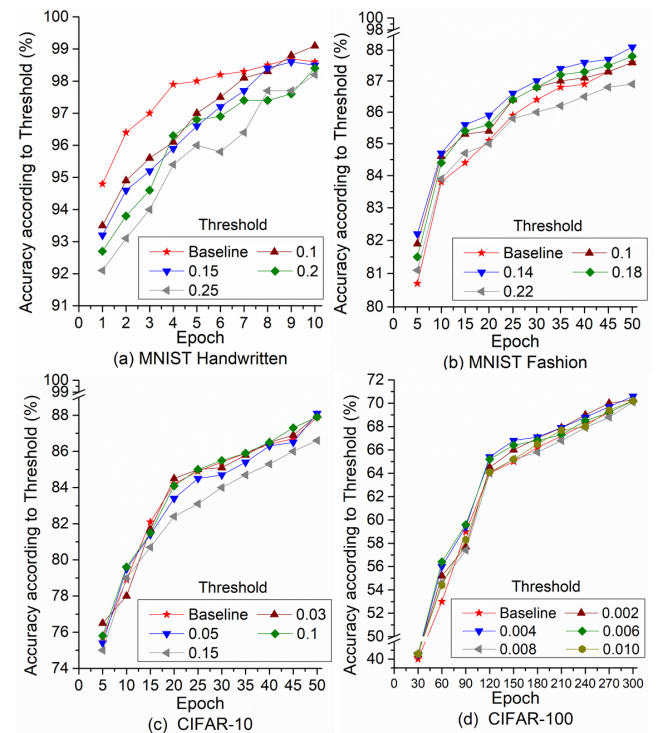 Accuracy according to Threshold (%)
100
99
98
97
96
95
94
93
92
91
Threshold
Baseline 0.1
0.15 0.2
0.25
1 2 3 4 5 6 7 8 9 10
Epoch
(a) MNIST Handwritten
Accuracy according to Threshold (%)
100
98
88
87
86
85
84
83
82
81
80
Threshold
Baseline 0.1
0.14 0.18
0.22
0 5 10 15 20 25 30 35 40 45 50
Epoch
(b) MNIST Fashion
Accuracy according to Threshold (%)
100
99
88
86
84
82
80
78
76
74
Threshold
Baseline 0.03
0.05 0.1
0.15
0 5 10 15 20 25 30 35 40 45 50
Epoch
(c) CIFAR-10
Accuracy according to Threshold (%)
72
70
68
66
64
62
60
58
56
54
52
50
40
Threshold
Baseline 0.002
0.004 0.006
0.008 0.010
0 30 60 90 120 150 180 210 240 270 300
Epoch
(d) CIFAR-100